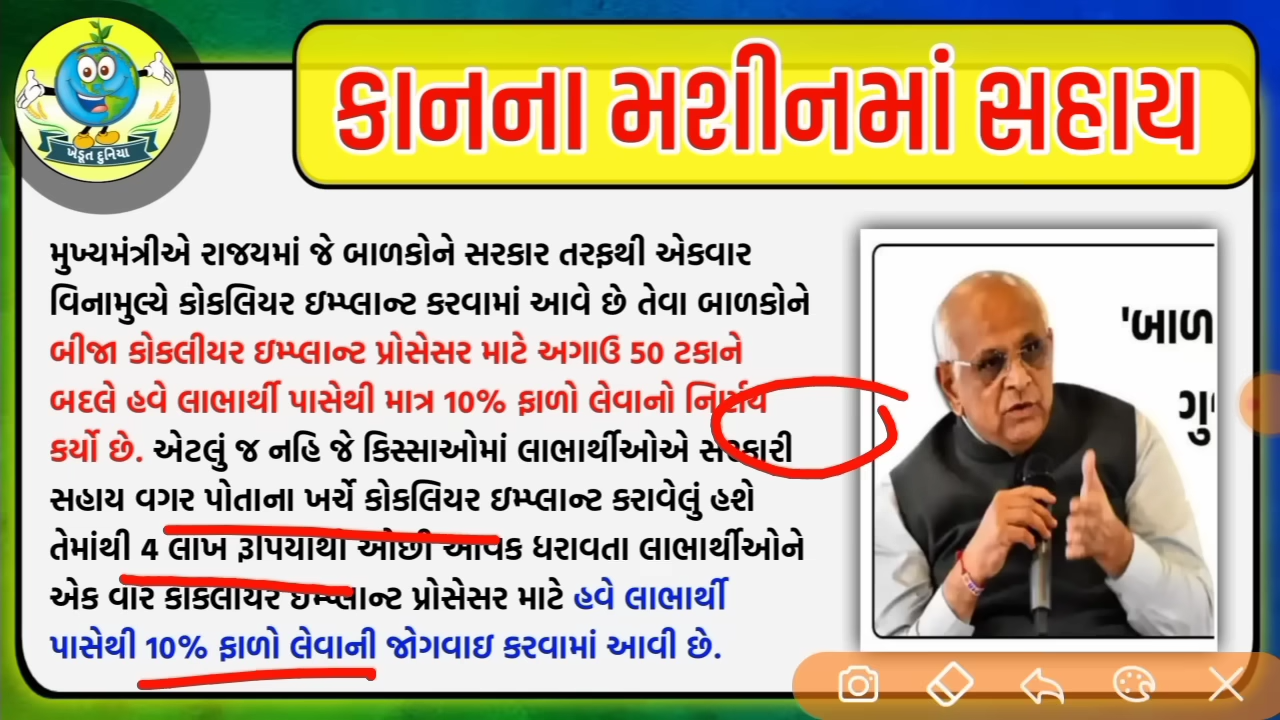 કાનના મશીનમાં સહાય
ખેડૂત દુનિયા
મુખ્યમંત્રીએ રાજયમાં જે બાળકોને સરકાર તરફથી એકવાર
વિનામુલ્યે કોકલિયર ઇમ્પ્લાન્ટ કરવામાં આવે છે તેવા બાળકોને
બીજા કોકલીયર ઇમ્પ્લાન્ટ પ્રોસેસર માટે અગાઉ 50 ટકાને
બદલે હવે લાભાર્થી પાસેથી માત્ર 10% ફાળો લેવાનો નિર્ણય
કર્યો છે. એટલું જ નહિ જે કિસ્સાઓમાં લાભાર્થીઓએ સરકારી
સહાય વગર પોતાના ખર્ચે કોકલિયર ઇમ્પ્લાન્ટ કરાવેલું હશે
તેમાંથી 4 લાખ રૂપિયાથી ઓછી આવક ધરાવતા લાભાર્થીઓને
એક વાર કોકલીયર ઇમ્પ્લાન્ટ પ્રોસેસર માટે હવે લાભાર્થી
પાસેથી 10% ફાળો લેવાની જોગવાઇ કરવામાં આવી છે.
'બાળ
ગુ